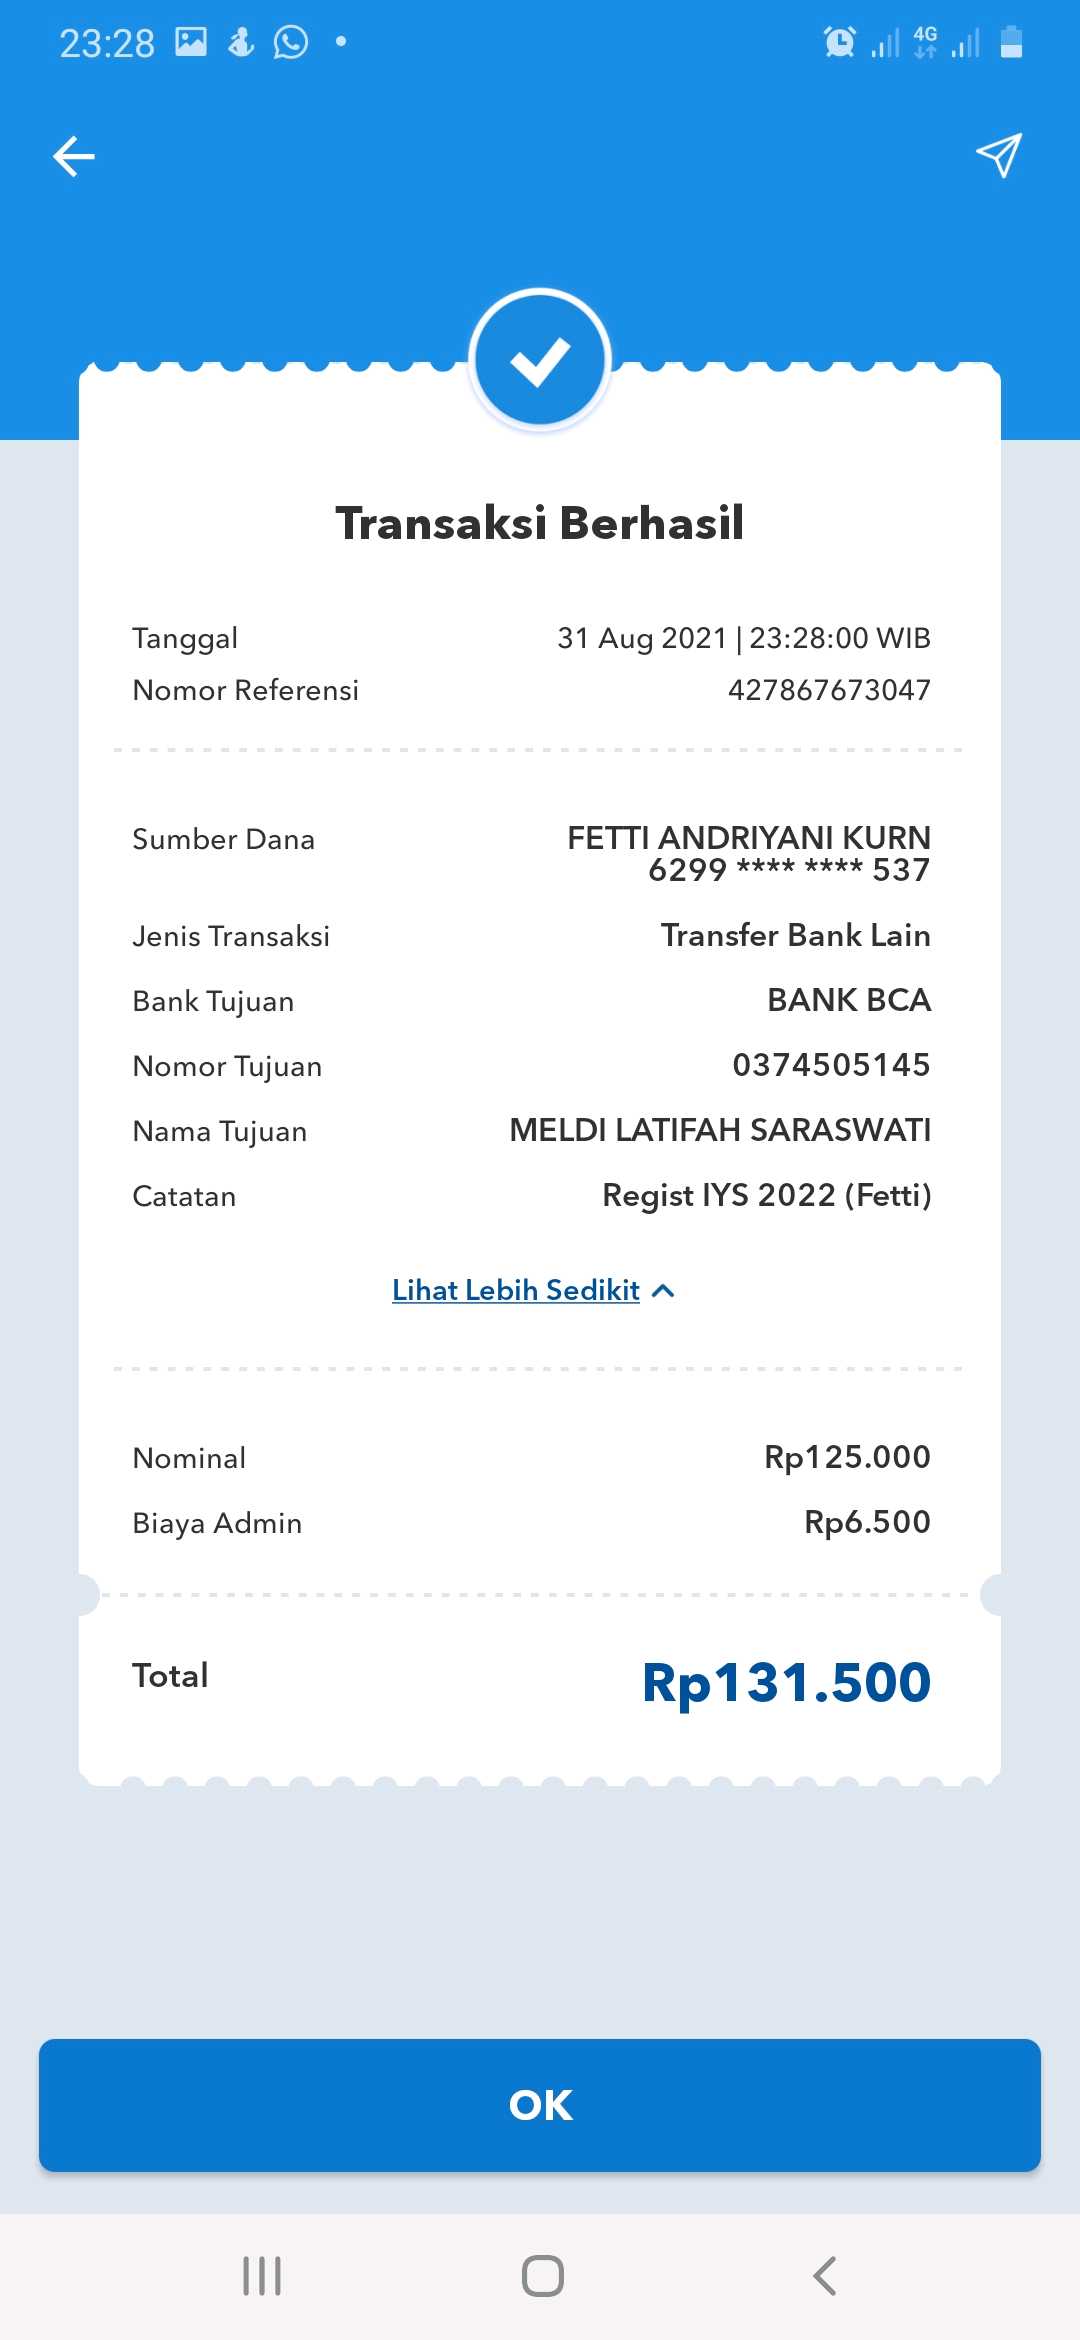 23:28
4G
Transaksi Berhasil
Tanggal 31 Aug 2021 | 23:28:00 WIB
Nomor Referensi 427867673047
Sumber Dana FETTI ANDRIYANI KURN
6299 **** **** 537
Jenis Transaksi Transfer Bank Lain
Bank Tujuan BANK BCA
Nomor Tujuan 0374505145
Nama Tujuan MELDI LATIFAH SARASWATI
Catatan Regist IYS 2022 (Fetti)
Lihat Lebih Sedikit
Nominal Rp125.000
Biaya Admin Rp6.500
Total Rp131.500
OK